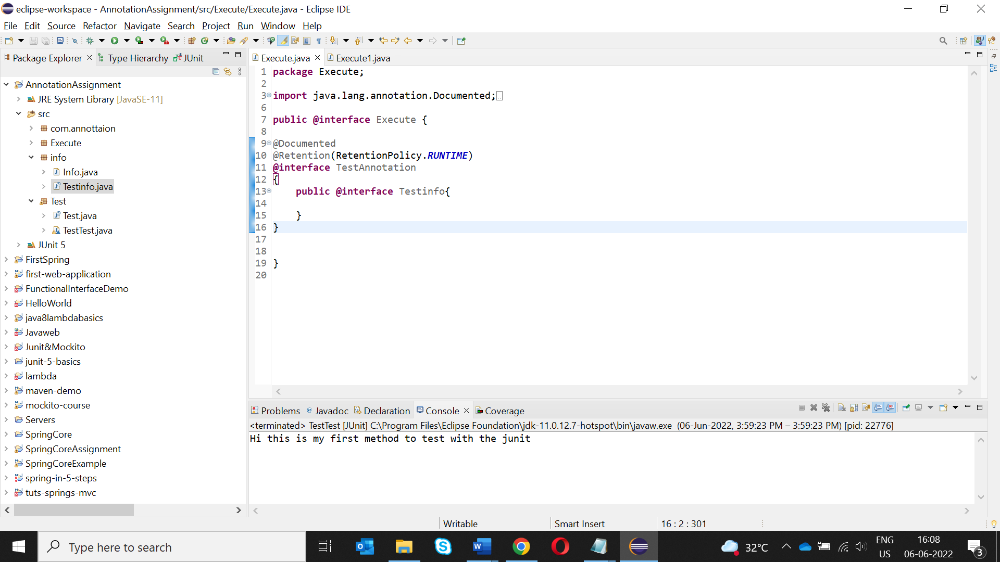 eclipse-workspace - AnnotationAssignment/src/Execute/Execute.java - Eclipse IDE
File Edit Source Refactor Navigate Search Project Run Window Help
Package Explorer Type Hierarchy JUnit
AnnotationAssignment
JRE System Library [JavaSE-11]
src
com.annottaion
Execute
info
Info.java
Testinfo.java
Test
Test.java
TestTest.java
JUnit 5
FirstSpring
first-web-application
FunctionalInterfaceDemo
HelloWorld
java8lambdabasics
Javaweb
Junit&Mockito
junit-5-basics
lambda
maven-demo
mockito-course
Servers
SpringCore
SpringCoreAssignment
SpringCoreExample
spring-in-5-steps
tuts-springs-mvc
Execute.java Execute1.java
1 package Execute;
2
3 import java.lang.annotation.Documented;
6
7 public @interface Execute {
8
9 @Documented
10 @Retention(RetentionPolicy.RUNTIME)
11 @interface TestAnnotation
12 {
13 public @interface Testinfo{
14
15 }
16 }
17
18
19 }
20
Problems @ Javadoc Declaration Console Coverage
<terminated> TestTest [JUnit] C:\Program Files\Eclipse Foundation\jdk-11.0.12.7-hotspot\bin\javaw.exe (06-Jun-2022, 3:59:23 PM – 3:59:23 PM) [pid: 22776]
Hi this is my first method to test with the junit
Writable Smart Insert 16 : 2 : 301
Type here to search
32°C
ENG
US
16:08
06-06-2022
3